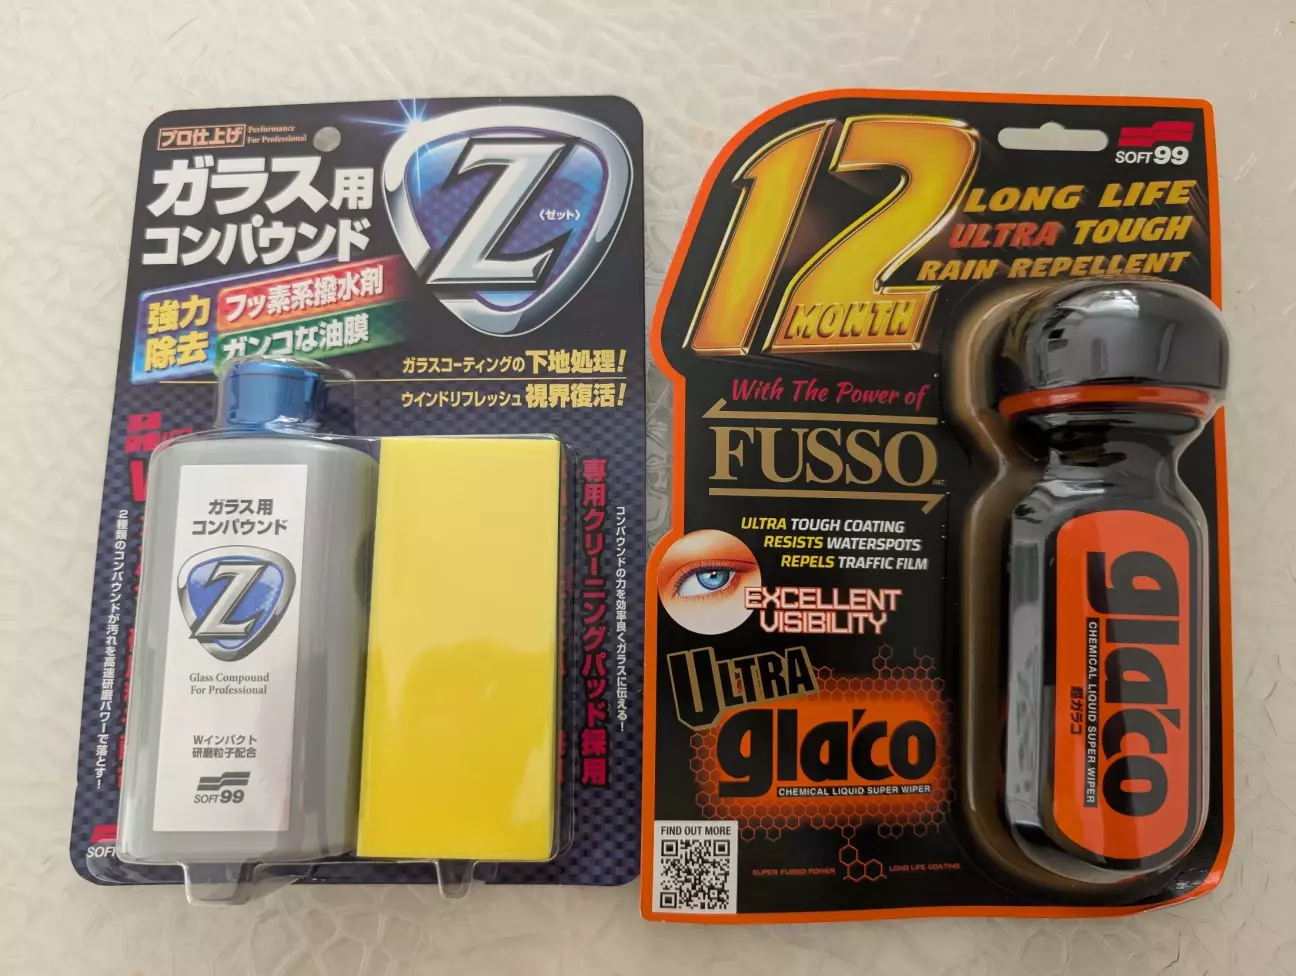 プロ仕上げ
Performance
For Professional
ガラス用
コンパウンド
Z
〈ゼット〉
強力
除去
フッ素系撥水剤
ガンコな油膜
ガラスコーティングの下地処理!
ウインドリフレッシュ視界復活!
2種類のコンパウンドが汚れを高速研磨パワーで落とす!
ガラス用
コンパウンド
Z
Glass Compound
For Professional
Wインパクト
研磨粒子配合
SOFT99
専用クリーニングパッド採用
コンパウンドの力を効率良くガラスに伝える!
SOFT
12
MONTH
SOFT99
LONG LIFE
ULTRA TOUGH
RAIN REPELLENT
With The Power of
FUSSO
PAT.
ULTRA TOUGH COATING
RESISTS WATERSPOTS
REPELS TRAFFIC FILM
EXCELLENT
VISIBILITY
ULTRA
glaco
CHEMICAL LIQUID SUPER WIPER
FIND OUT MORE
SUPER FUSSO POWER
LONG LIFE COATING
glaco
CHEMICAL LIQUID SUPER WIPER
超ガラコ